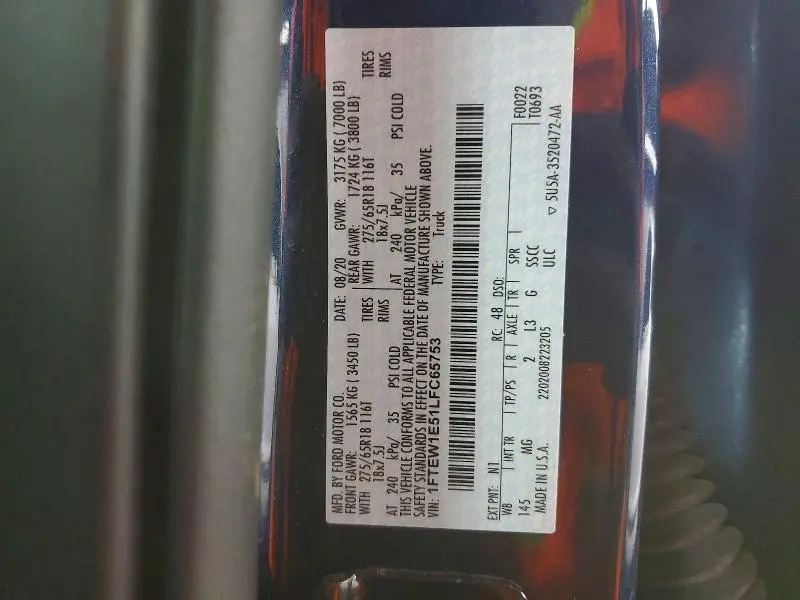 MFD. BY FORD MOTOR CO. DATE: 08/20 GVWR: 3175 KG ( 7000 LB)
FRONT GAWR: 1565 KG ( 3450 LB) REAR GAWR: 1724 KG ( 3800 LB)
WITH 275/65R18 116T TIRES WITH 275/65R18 116T TIRES
18x7.5J RIMS 18x7.5J RIMS
AT 240 kPa/ 35 PSI COLD AT 240 kPa/ 35 PSI COLD
THIS VEHICLE CONFORMS TO ALL APPLICABLE FEDERAL MOTOR VEHICLE
SAFETY STANDARDS IN EFFECT ON THE DATE OF MANUFACTURE SHOWN ABOVE.
VIN: 1FTEW1E51LFC65753 TYPE: Truck
F0022
EXT PNT: N1 RC: 48 DSO: T0693
WB INT TR TP/PS R AXLE TR SPR
145 MG 2 L3 G SSCC
ULC
MADE IN U.S.A. 2202008223205 ▽ 5U5A-3520472-AA